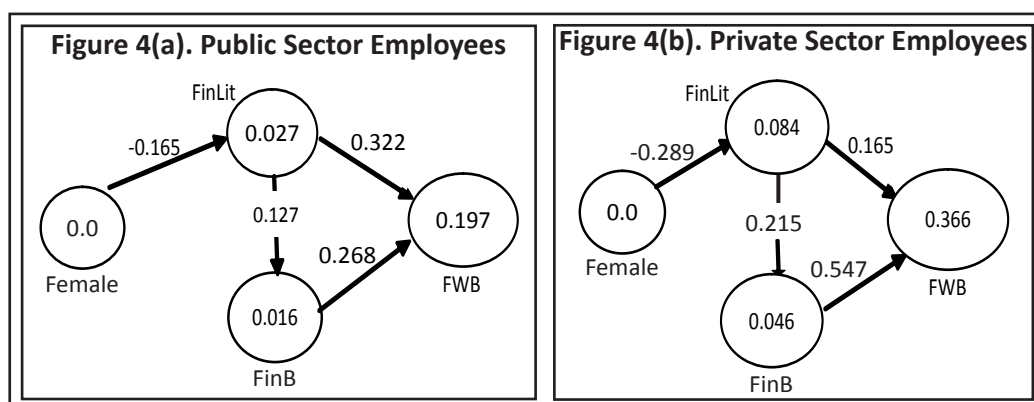 Figure 4(a). Public Sector Employees
FinLit
0.027
-0.165
0.322
0.0
Female
0.127
0.197
FWB
0.268
0.016
FinB
Figure 4(b). Private Sector Employees
FinLit
0.084
-0.289
0.165
0.0
Female
0.215
0.366
FWB
0.547
0.046
FinB